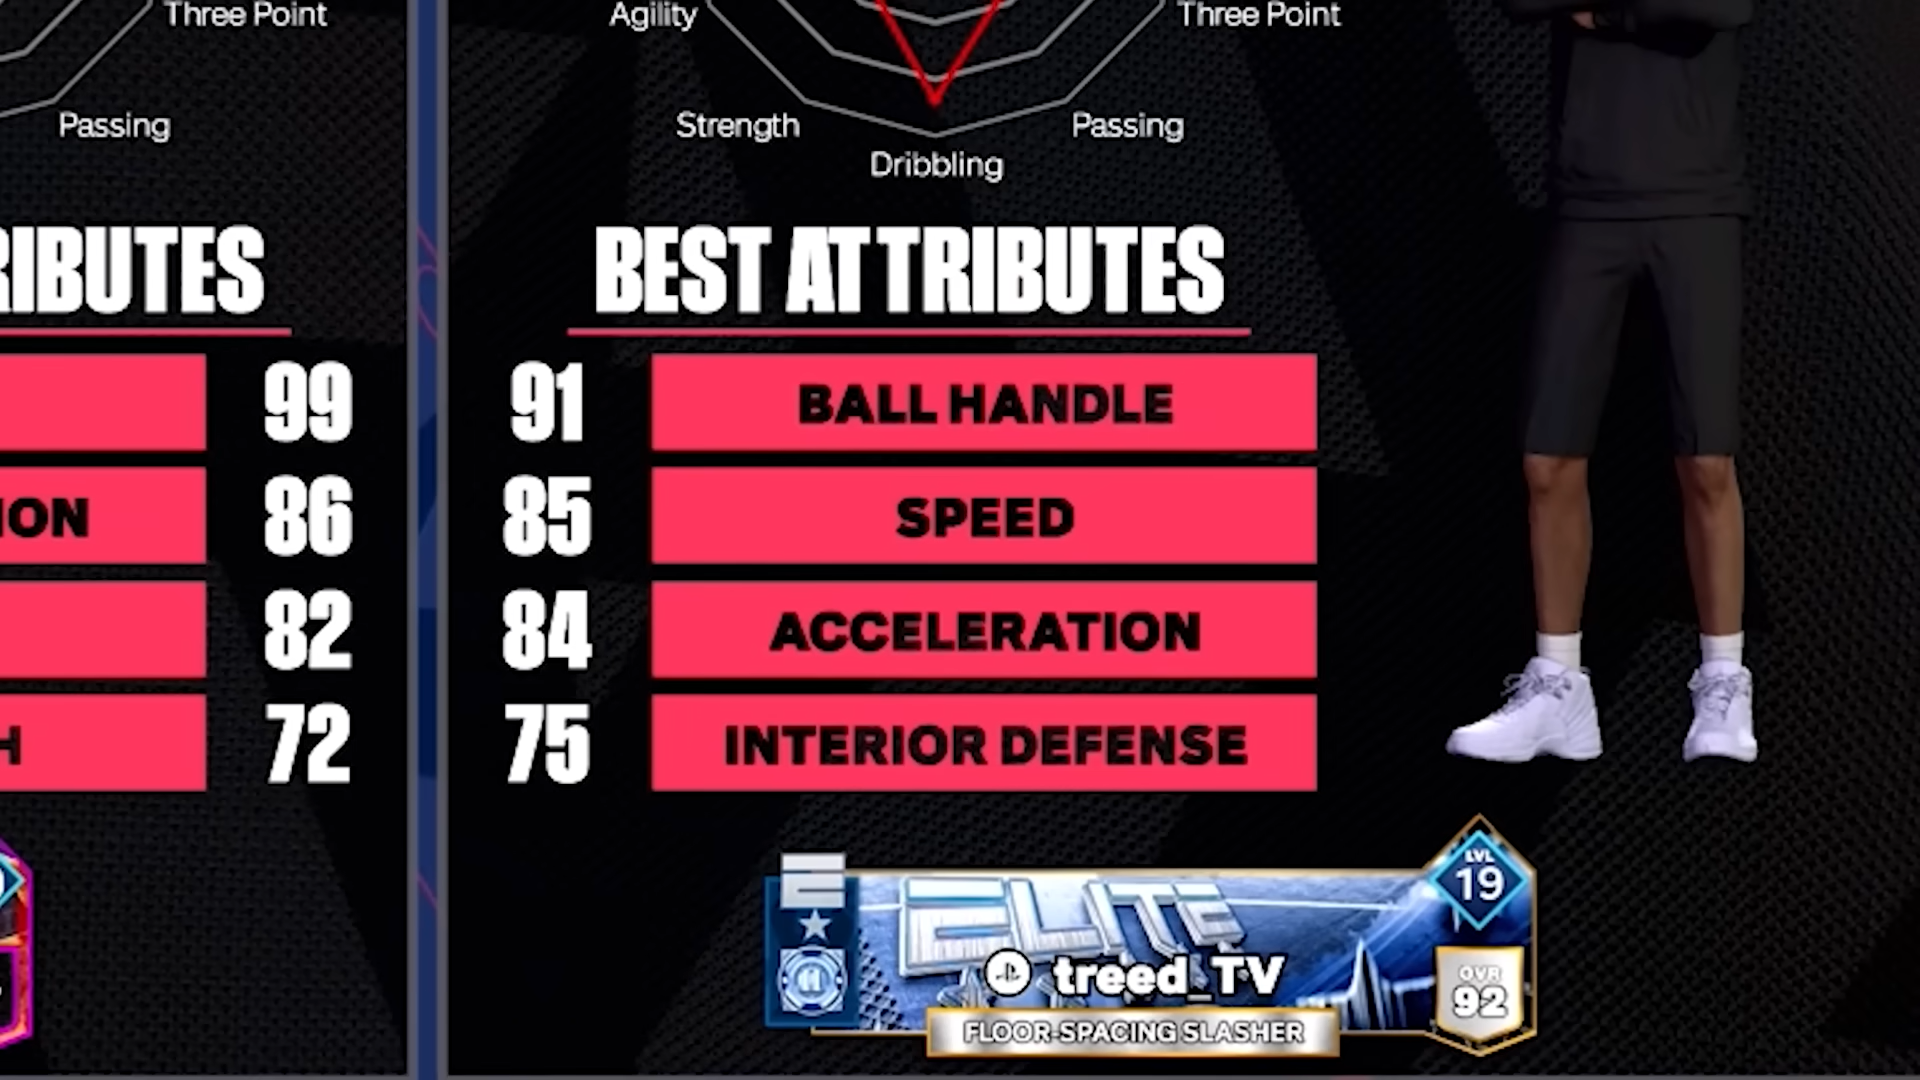 Three Point
Passing
RIBUTES
99
ION 86
82
H 72
Agility
Three Point
Strength
Passing
Dribbling
BEST ATTRIBUTES
91 BALL HANDLE
85 SPEED
84 ACCELERATION
75 INTERIOR DEFENSE
ELITE
LVL
19
treed_TV
OVR
92
FLOOR-SPACING SLASHER